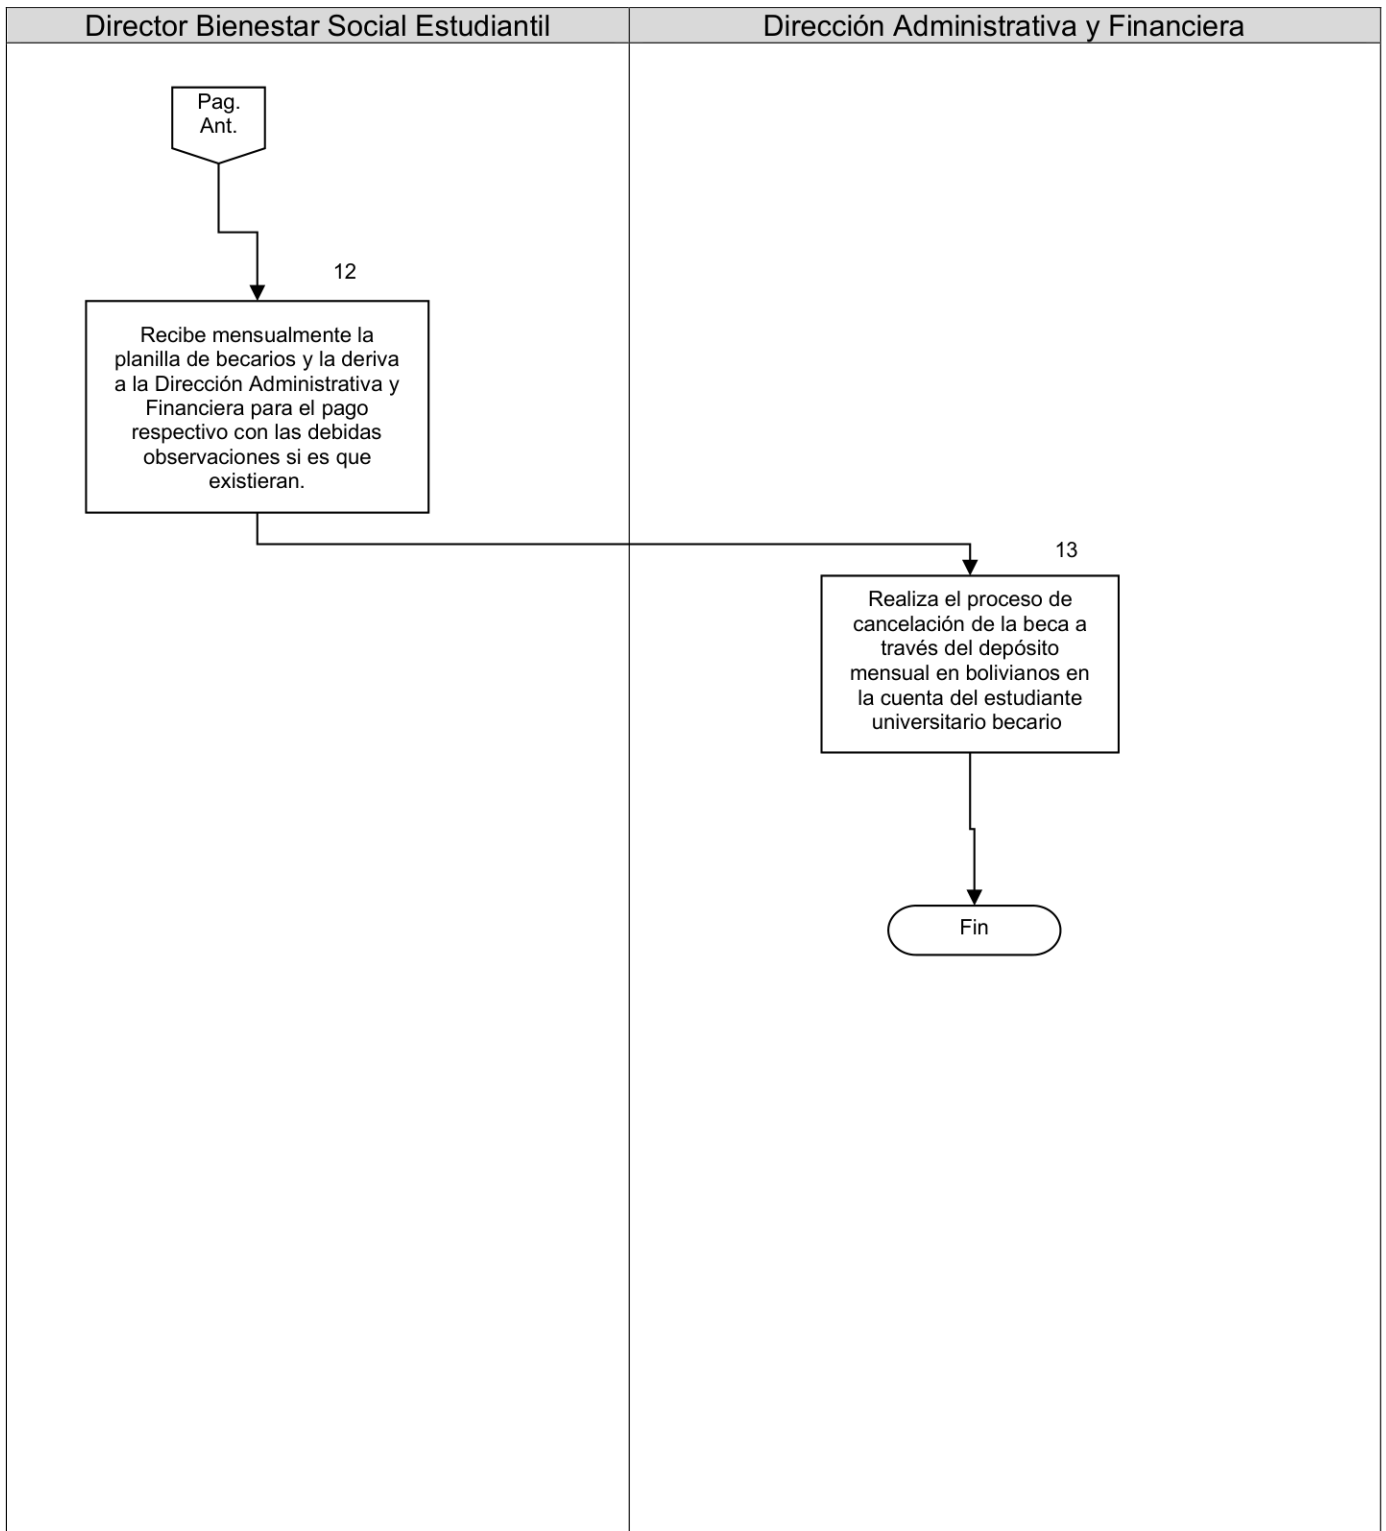 Director Bienestar Social Estudiantil
Dirección Administrativa y Financiera
Pag.
Ant.
12
Recibe mensualmente la
planilla de becarios y la deriva
a la Dirección Administrativa y
Financiera para el pago
respectivo con las debidas
observaciones si es que
existieran.
13
Realiza el proceso de
cancelación de la beca a
través del depósito
mensual en bolivianos en
la cuenta del estudiante
universitario becario
Fin